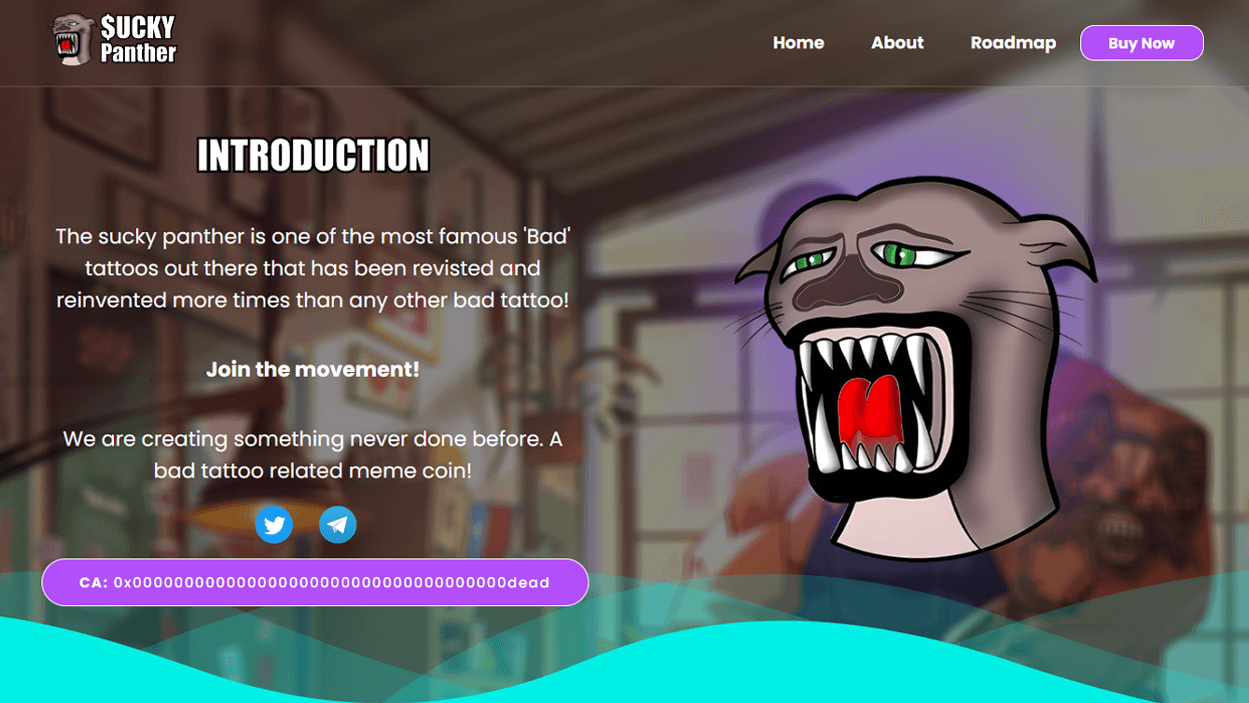 $UCKY
Panther
Home
About
Roadmap
Buy Now
INTRODUCTION
The sucky panther is one of the most famous 'Bad'
tattoos out there that has been revisted and
reinvented more times than any other bad tattoo!
Join the movement!
We are creating something never done before. A
bad tattoo related meme coin!
CA: 0x000000000000000000000000000000000000dead